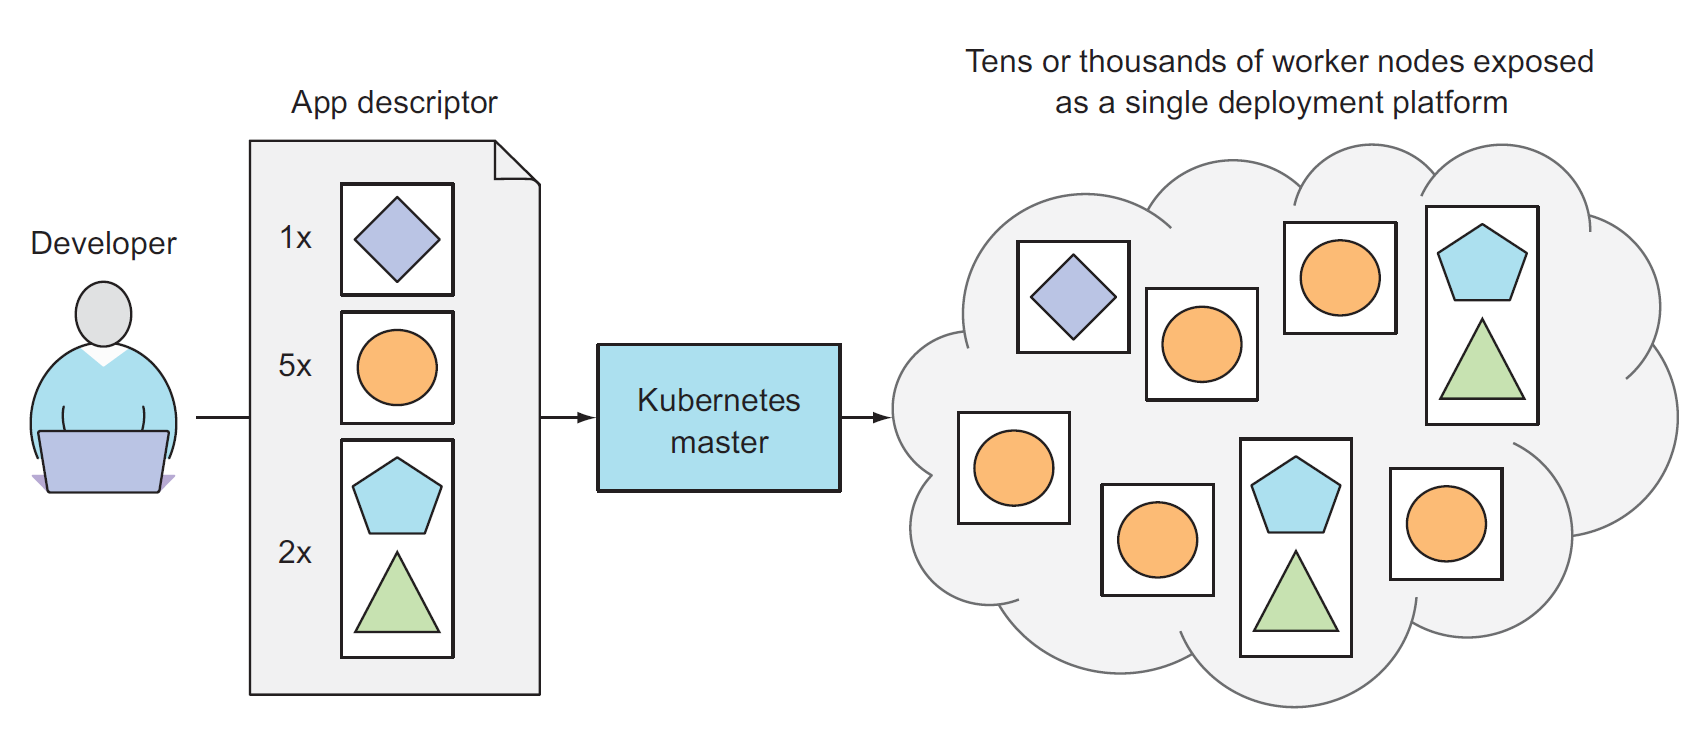 Tens or thousands of worker nodes exposed
as a single deployment platform
App descriptor
Developer
1x
5x
2x
Kubernetes
master